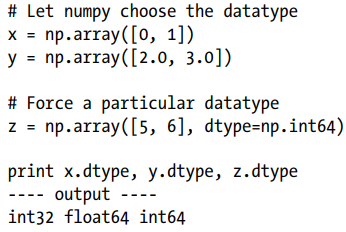 # Let numpy choose the datatype
x = np.array([0, 1])
y = np.array([2.0, 3.0])

# Force a particular datatype
z = np.array([5, 6], dtype=np.int64)

print x.dtype, y.dtype, z.dtype
---- output ----
int32 float64 int64